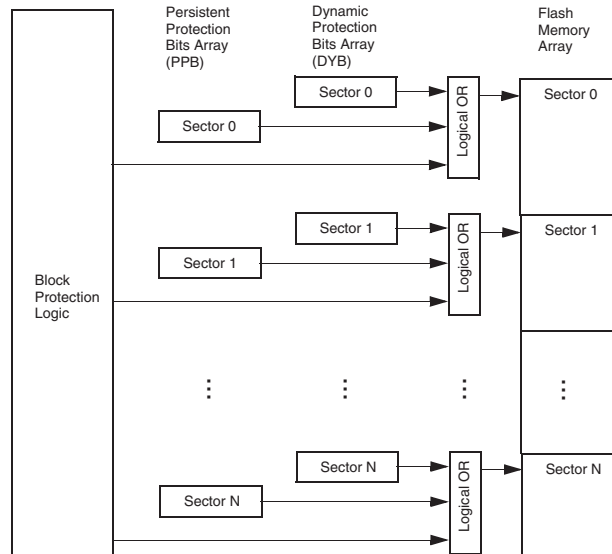 Persistent
Protection
Bits Array
(PPB)
Dynamic
Protection
Bits Array
(DYB)
Flash
Memory
Array
Sector 0
Sector 0
Logical OR
Sector 0
Sector 1
Sector 1
Logical OR
Sector 1
Block
Protection
Logic
...
...
...
...
Sector N
Sector N
Logical OR
Sector N